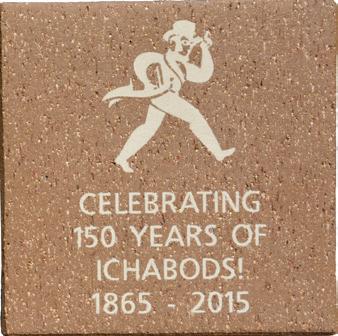 CELEBRATING
150 YEARS OF
ICHABODS!
1865 - 2015